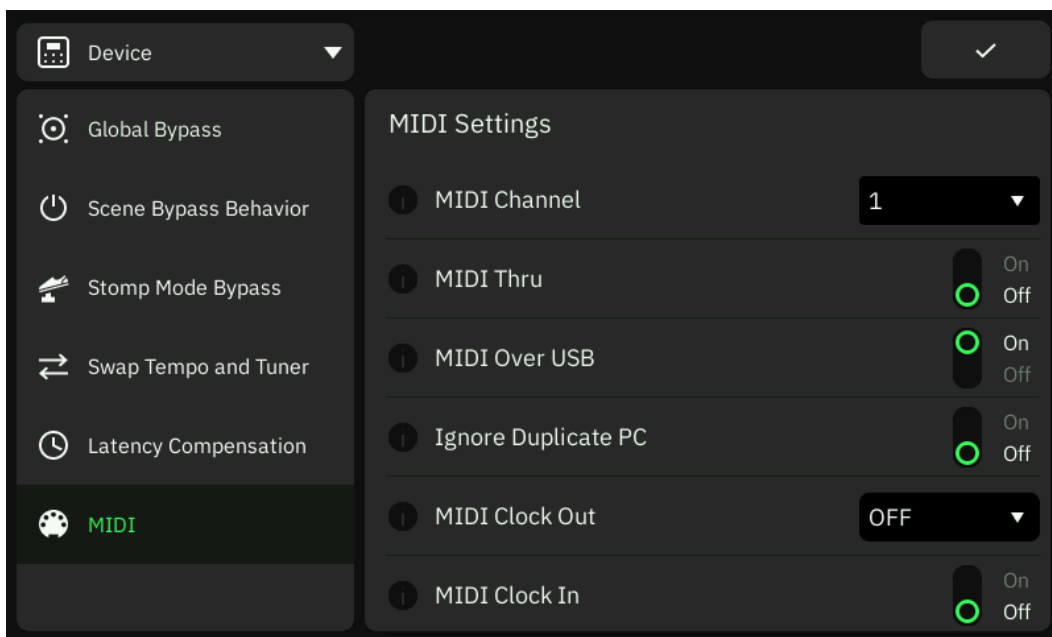 Device
Global Bypass
Scene Bypass Behavior
Stomp Mode Bypass
Swap Tempo and Tuner
Latency Compensation
MIDI
MIDI Settings
MIDI Channel
1
MIDI Thru
On
Off
MIDI Over USB
On
Off
Ignore Duplicate PC
On
Off
MIDI Clock Out
OFF
MIDI Clock In
On
Off